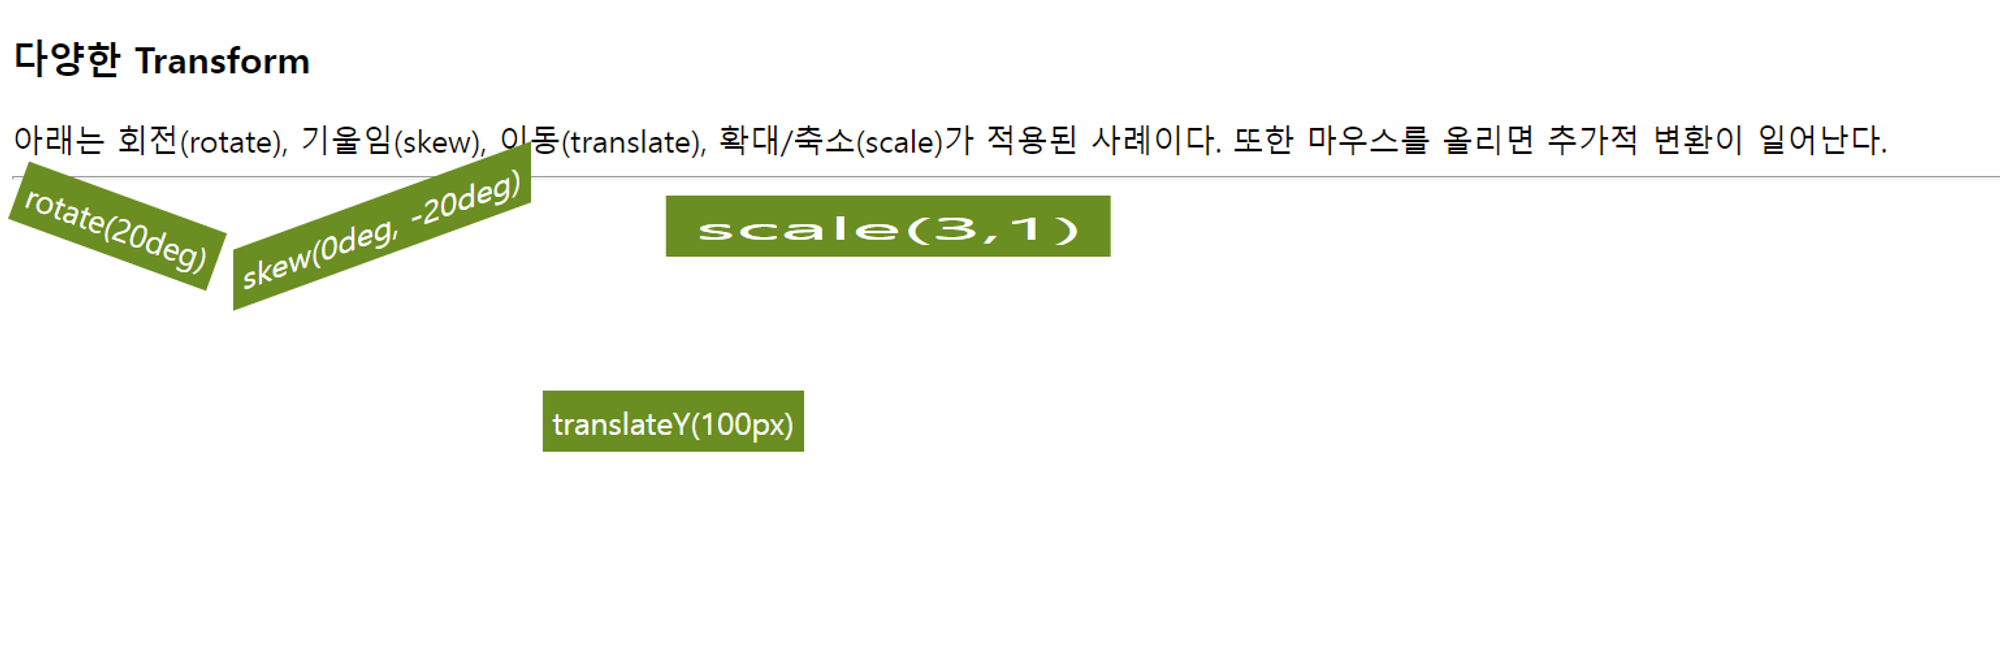 다양한 Transform
아래는 회전(rotate), 기울임(skew), 이동(translate), 확대/축소(scale)가 적용된 사례이다. 또한 마우스를 올리면 추가적 변환이 일어난다.
rotate(20deg)
skew(0deg, -20deg)
scale(3,1)
translateY(100px)